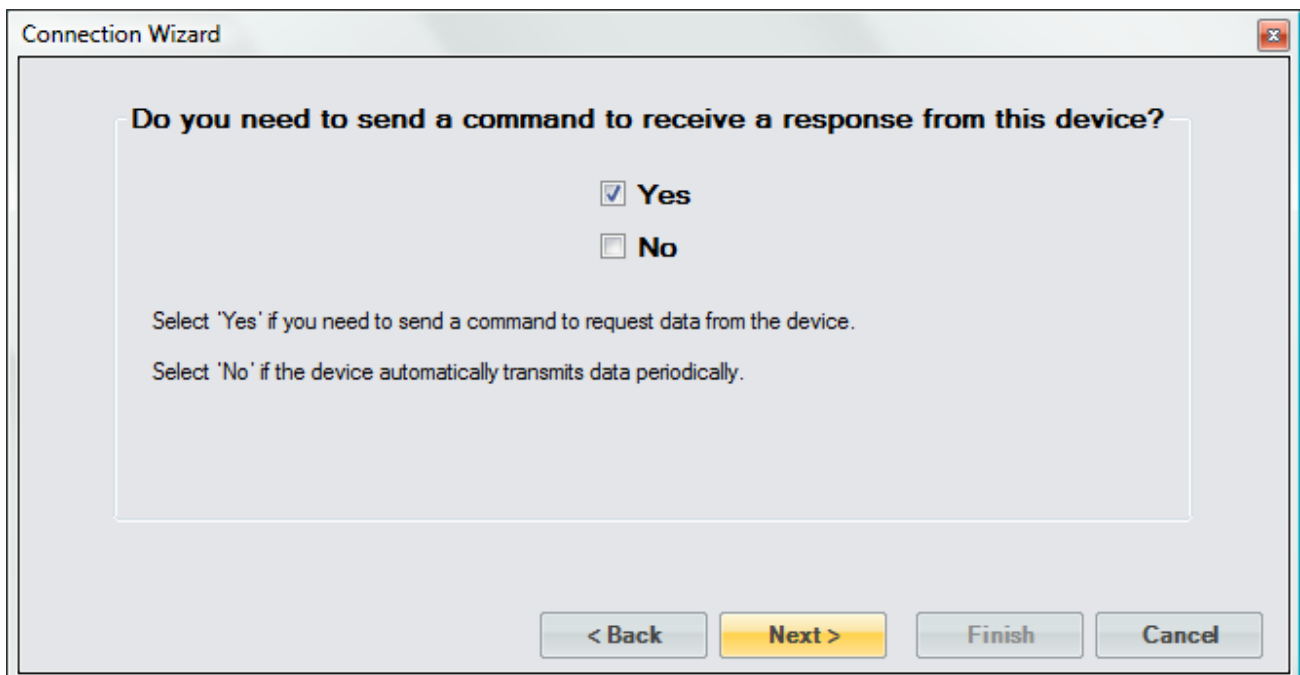 Connection Wizard
Do you need to send a command to receive a response from this device?
Yes
No
Select 'Yes' if you need to send a command to request data from the device.
Select 'No' if the device automatically transmits data periodically.
< Back Next > Finish Cancel